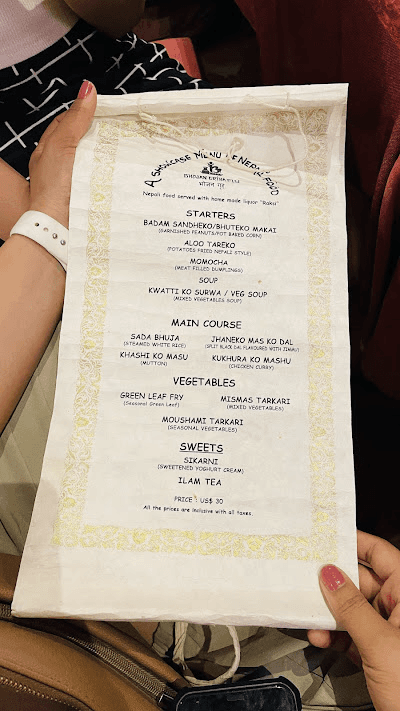 A SHOWCASE MENU OF NEPALI FOOD
BHOJAN GRIHA
भोजन गृह
Nepali food served with home made liquor "Raksi"
STARTERS
BADAM SANDHEKO/BHUTEKO MAKAI
(GARNISHED PEANUTS/POT BAKED CORN)
ALOO TAREKO
(POTATOES FRIED NEPALI STYLE)
MOMOCHA
(MEAT FILLED DUMPLINGS)
SOUP
KWATTI KO SURWA / VEG SOUP
(MIXED VEGETABLES SOUP)
MAIN COURSE
SADA BHUJA JHANEKO MAS KO DAL
(STEAMED WHITE RICE) (SPLIT BLACK DAL FLAVOURED WITH JIMBU)
KHASHI KO MASU KUKHURA KO MASHU
(MUTTON) (CHICKEN CURRY)
VEGETABLES
GREEN LEAF FRY MISMAS TARKARI
(Seasonal Green Leaf) (MIXED VEGETABLES)
MOUSHAMI TARKARI
(SEASONAL VEGETABLES)
SWEETS
SIKARNI
(SWEETENED YOGHURT CREAM)
ILAM TEA
PRICE : US$ 30
All the prices are inclusive with all taxes.